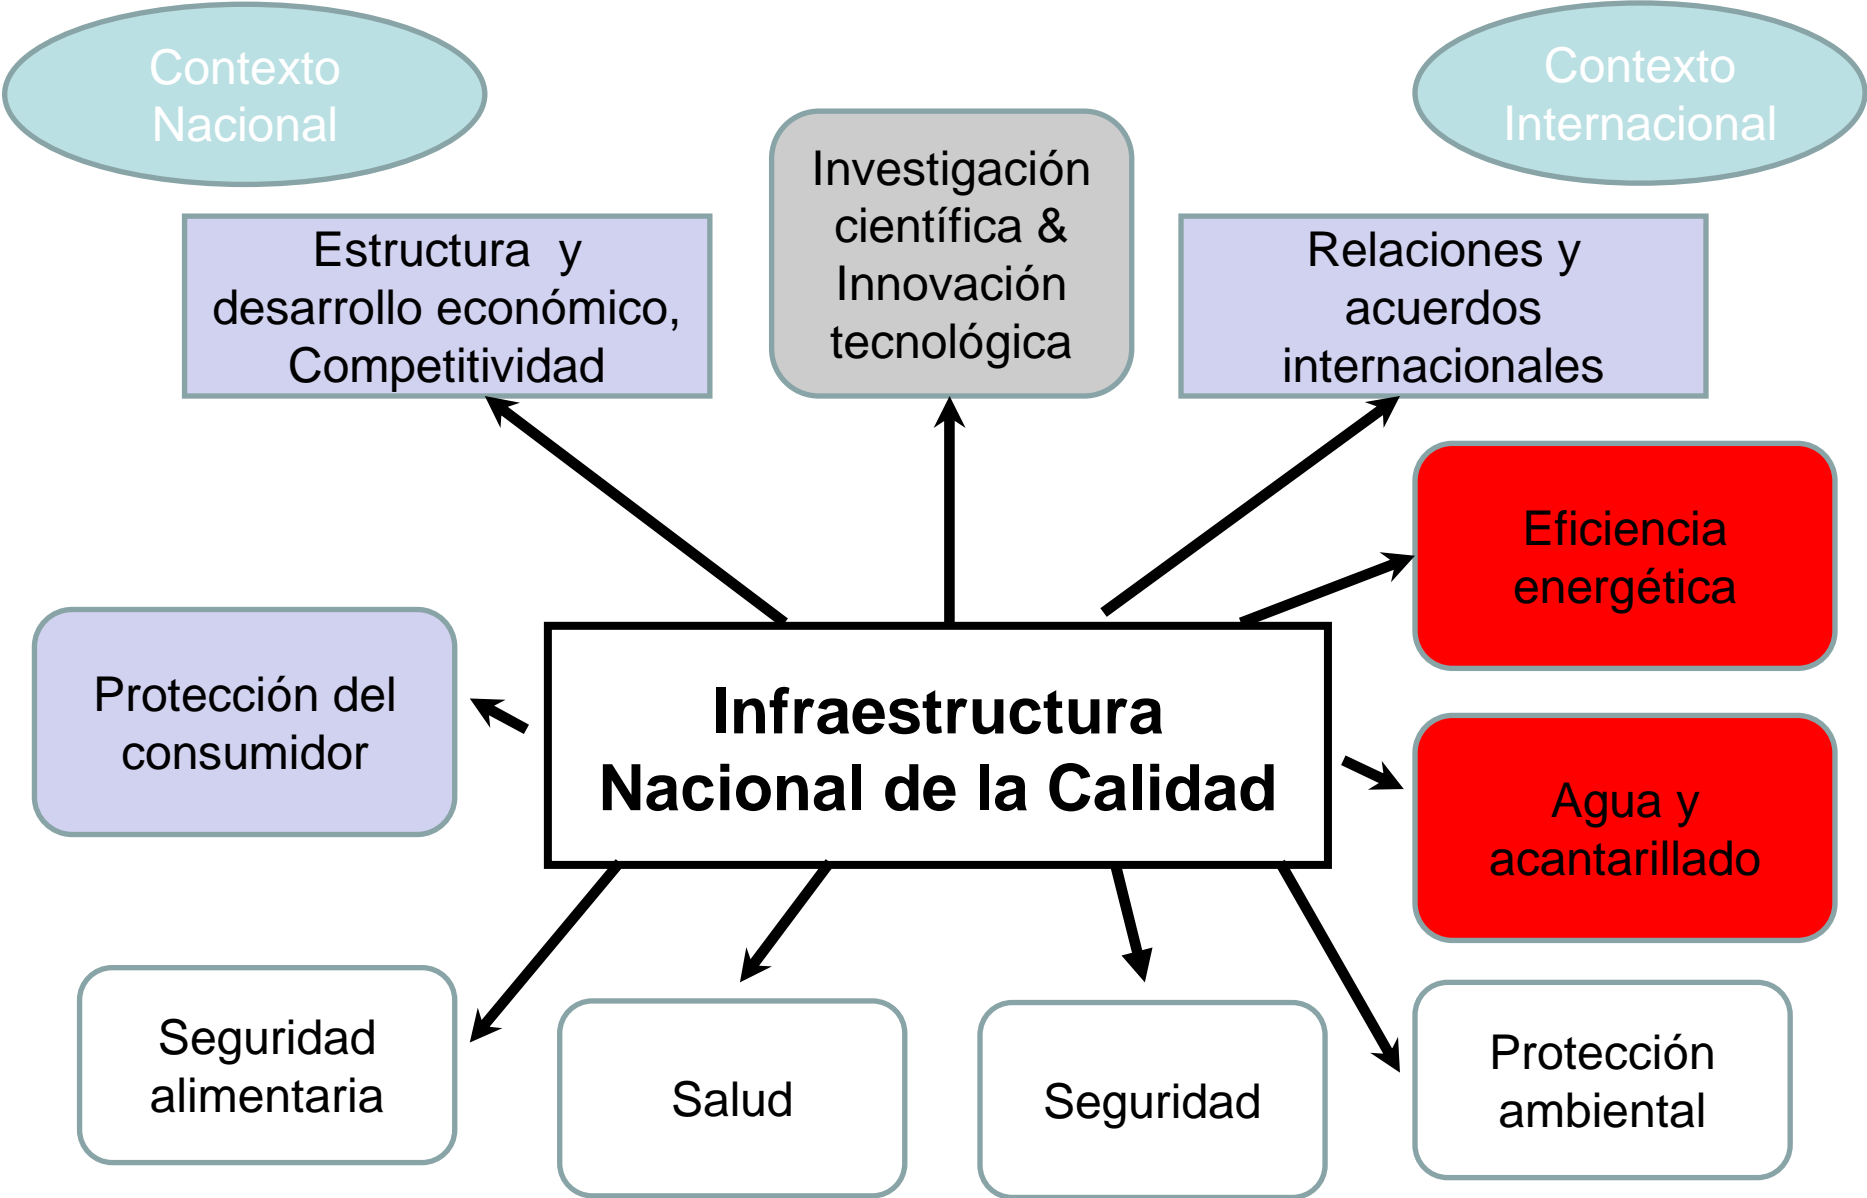 Contexto
Nacional
Contexto
Internacional
Investigación
científica &
Innovación
tecnológica
Estructura  y
desarrollo económico,
Competitividad
Relaciones y
acuerdos
internacionales
Eficiencia
energética
Protección del
consumidor
Infraestructura
Nacional de la Calidad
Agua y
acantarillado
Seguridad
alimentaria
Salud
Seguridad
Protección
ambiental